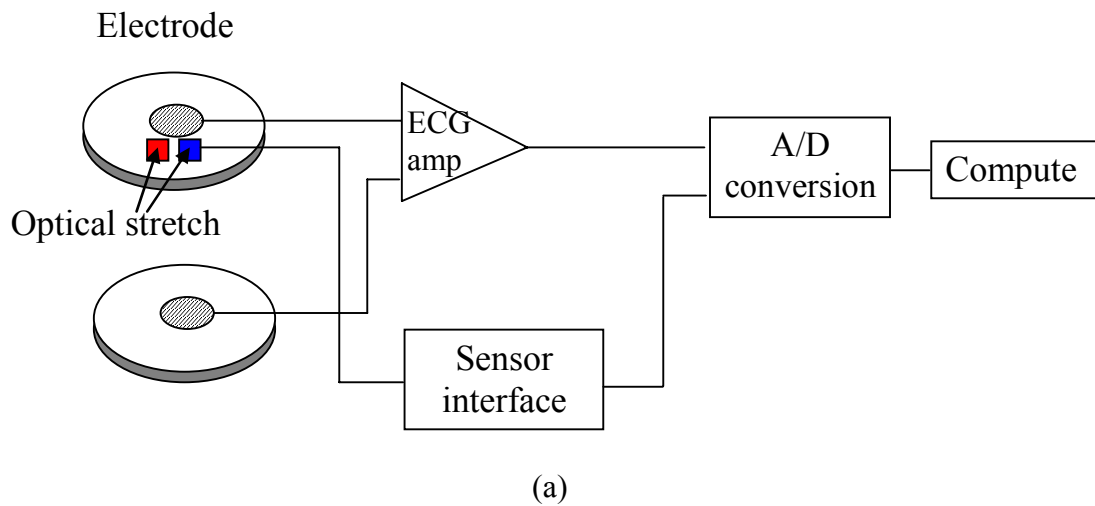 Electrode
ECG
amp
A/D
conversion
Compute
Optical stretch
Sensor
interface
(a)